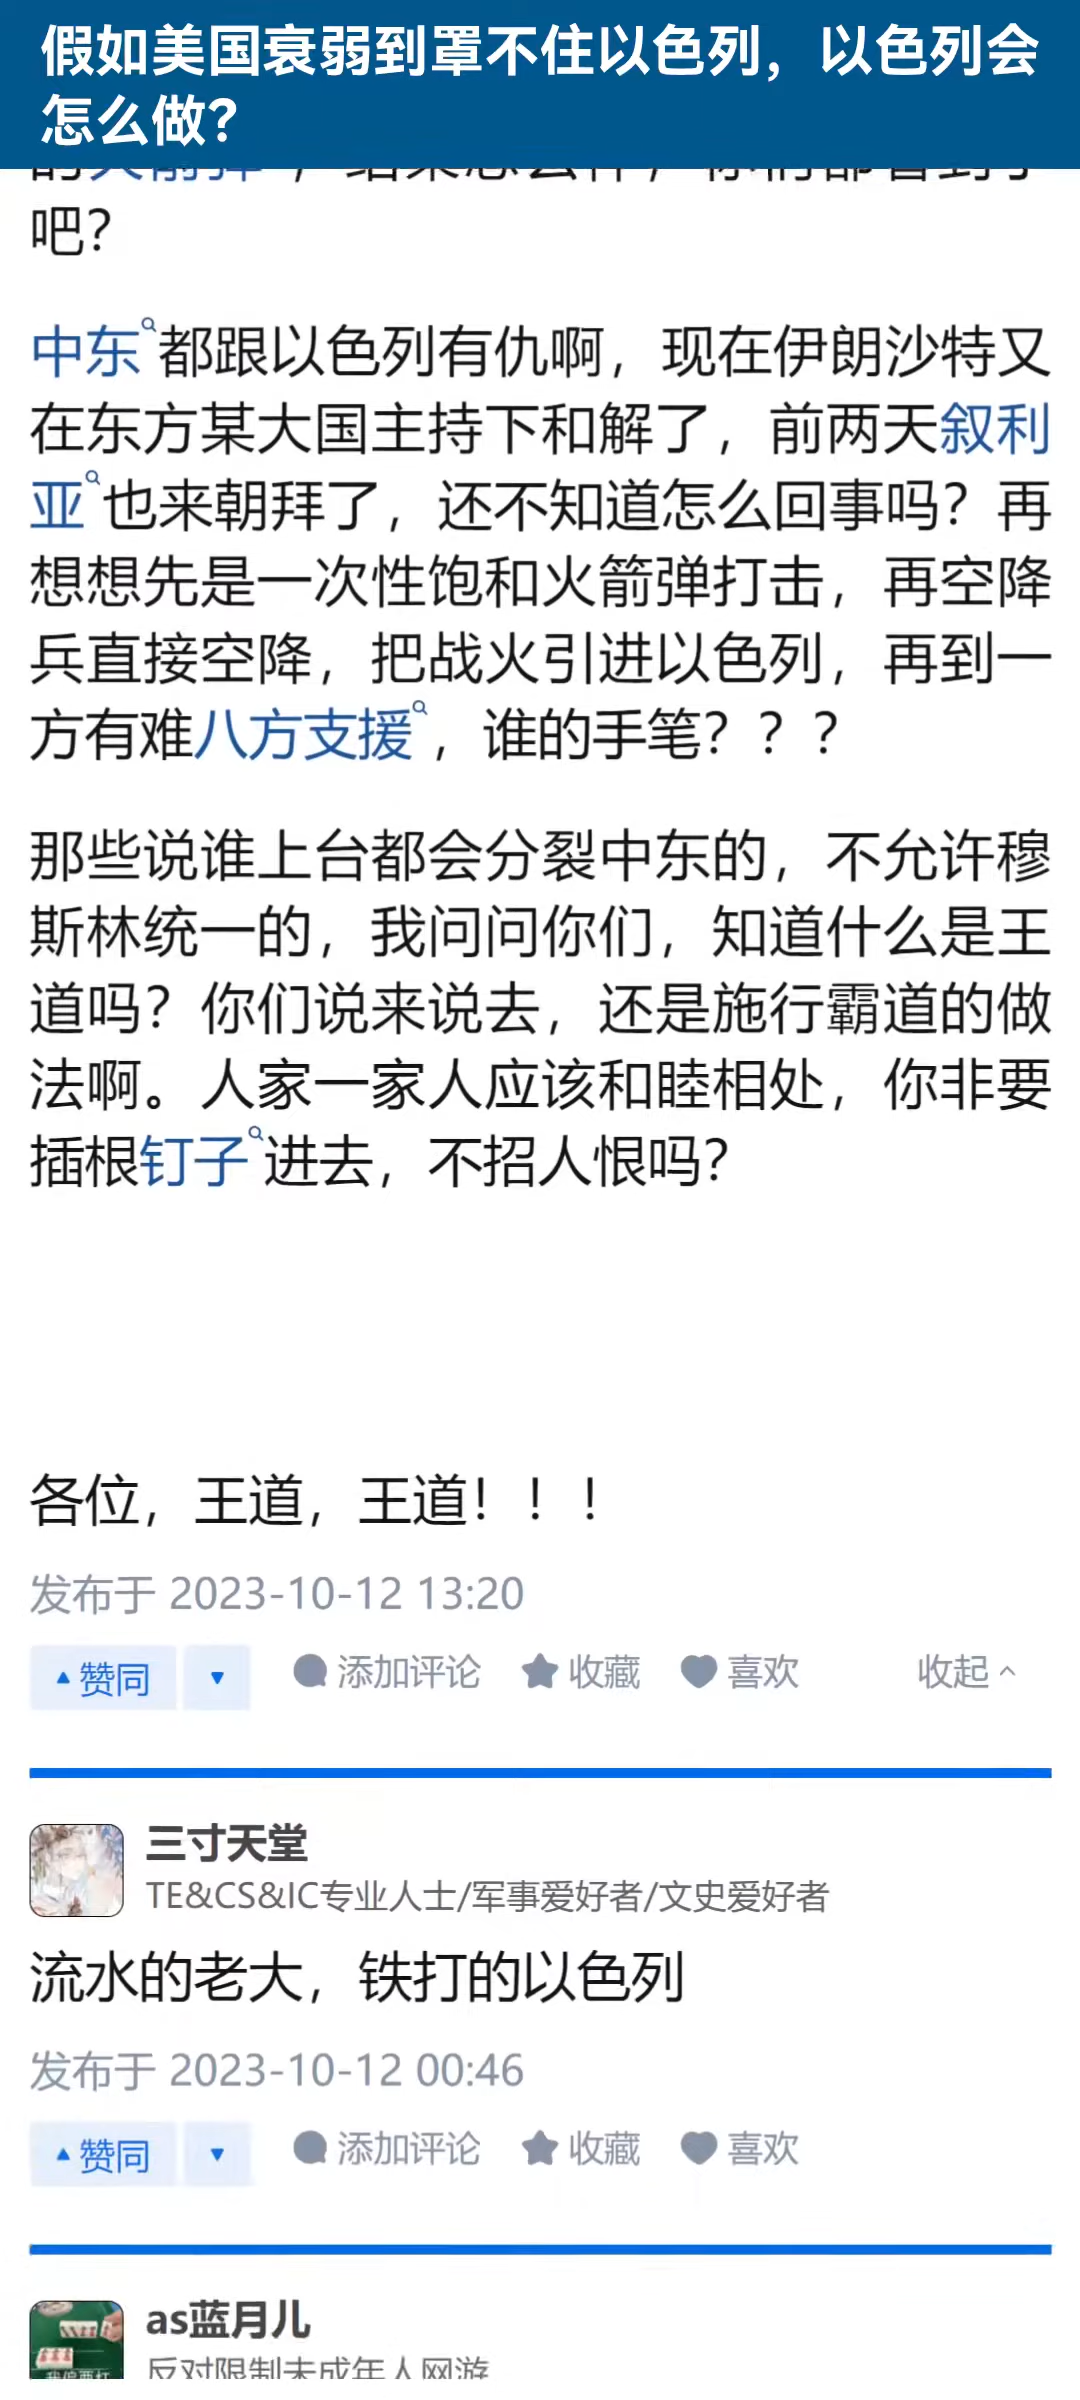 假如美国衰弱到罩不住以色列，以色列会
怎么做？
吧？
中东都跟以色列有仇啊，现在伊朗沙特又
在东方某大国主持下和解了，前两天叙利
亚也来朝拜了，还不知道怎么回事吗？再
想想先是一次性饱和火箭弹打击，再空降
兵直接空降，把战火引进以色列，再到一
方有难八方支援，谁的手笔？？？
那些说谁上台都会分裂中东的，不允许穆
斯林统一的，我问问你们，知道什么是王
道吗？你们说来说去，还是施行霸道的做
法啊。人家一家人应该和睦相处，你非要
插根钉子进去，不招人恨吗？
各位，王道，王道！！！
发布于 2023-10-12 13:20
赞同 添加评论 收藏 喜欢 收起
三寸天堂
TE&CS&IC专业人士/军事爱好者/文史爱好者
流水的老大，铁打的以色列
发布于 2023-10-12 00:46
赞同 添加评论 收藏 喜欢
as蓝月儿
反对限制未成年人网游